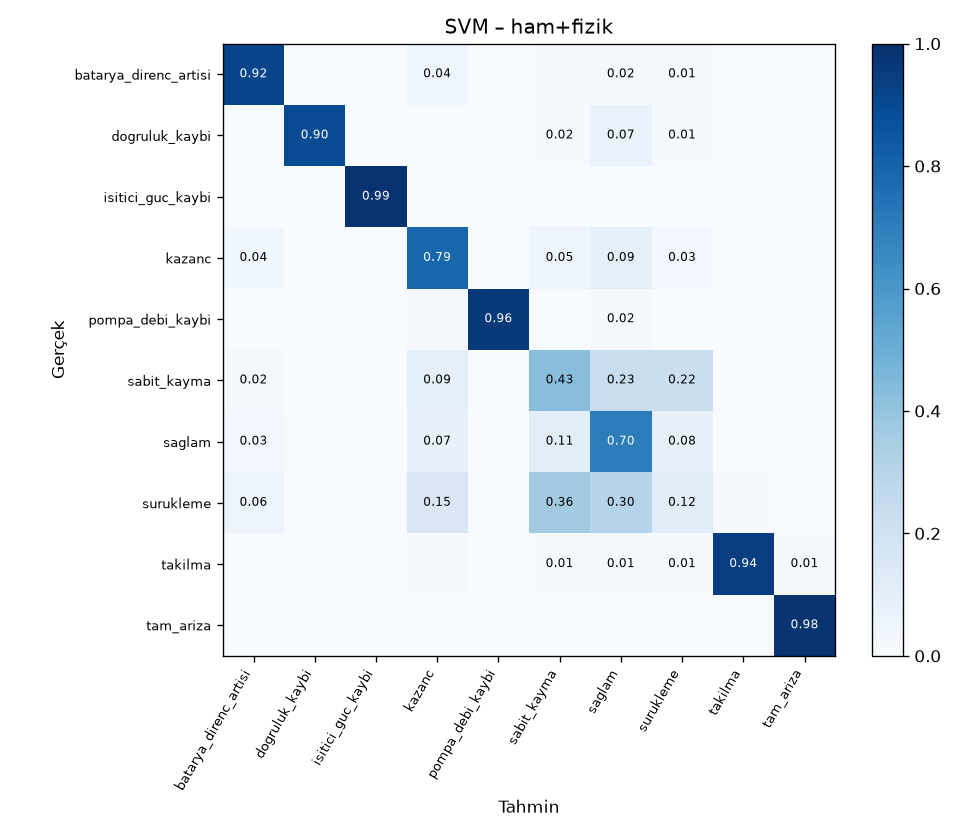 SVM – ham+fizik
Gerçek
batarya_direnc_artisi 0.92 0.04 0.02 0.01
dogruluk_kaybi 0.90 0.02 0.07 0.01
isitici_guc_kaybi 0.99
kazanc 0.04 0.79 0.05 0.09 0.03
pompa_debi_kaybi 0.96 0.02
sabit_kayma 0.02 0.09 0.43 0.23 0.22
saglam 0.03 0.07 0.11 0.70 0.08
surukleme 0.06 0.15 0.36 0.30 0.12
takilma 0.01 0.01 0.01 0.94 0.01
tam_ariza 0.98
batarya_direnc_artisi dogruluk_kaybi isitici_guc_kaybi kazanc pompa_debi_kaybi sabit_kayma saglam surukleme takilma tam_ariza
Tahmin
1.0
0.8
0.6
0.4
0.2
0.0